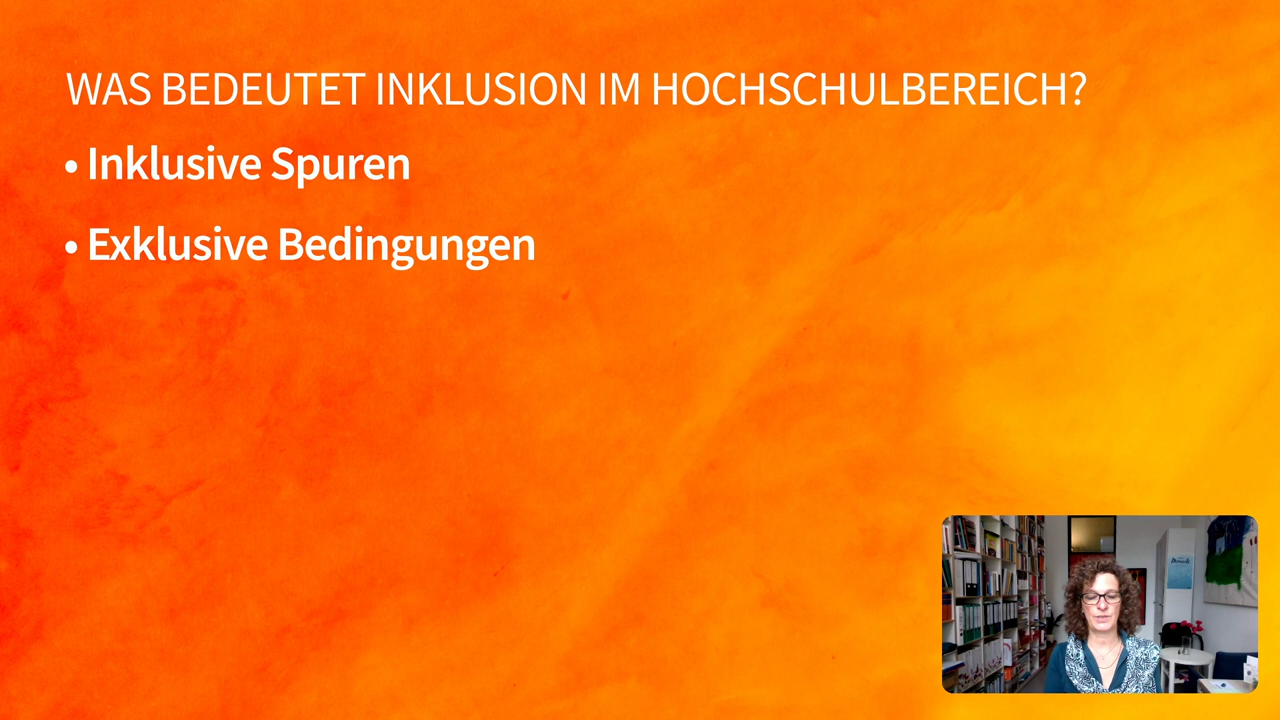 WAS BEDEUTET INKLUSION IM HOCHSCHULBEREICH?
• Inklusive Spuren
• Exklusive Bedingungen